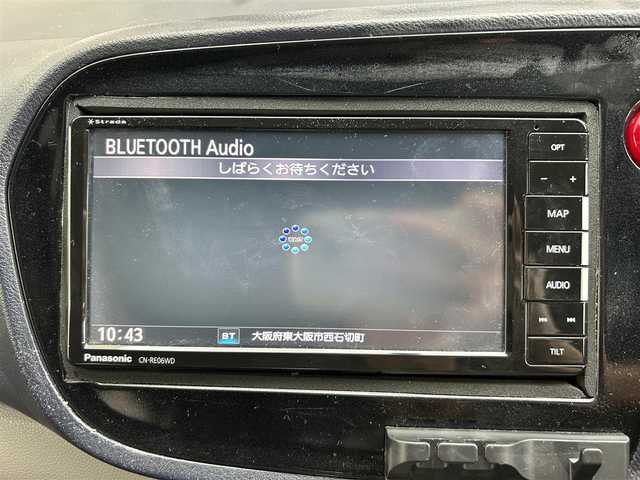 Strada
BLUETOOTH Audio
しばらくお待ちください
10:43
BT
大阪府東大阪市西石切町
Panasonic CN-RE06WD
OPT
− +
MAP
MENU
AUDIO
TILT